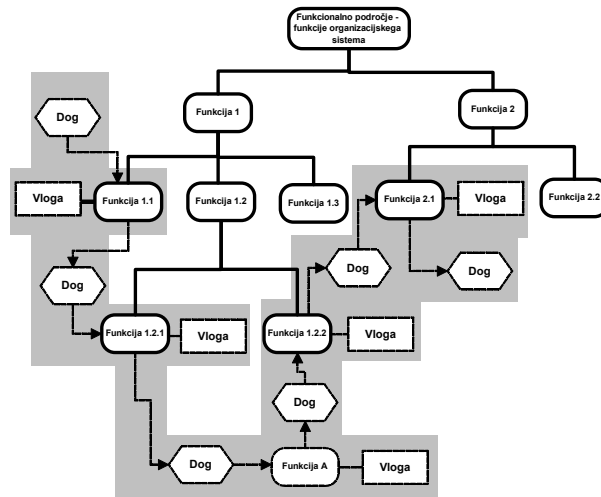 Funkcionalno področje -
funkcije organizacijskega
sistema
Funkcija 1
Funkcija 2
Dog
Vloga
Funkcija 1.1
Funkcija 1.2
Funkcija 1.3
Funkcija 2.1
Vloga
Funkcija 2.2
Dog
Dog
Dog
Funkcija 1.2.1
Vloga
Funkcija 1.2.2
Vloga
Dog
Dog
Funkcija A
Vloga